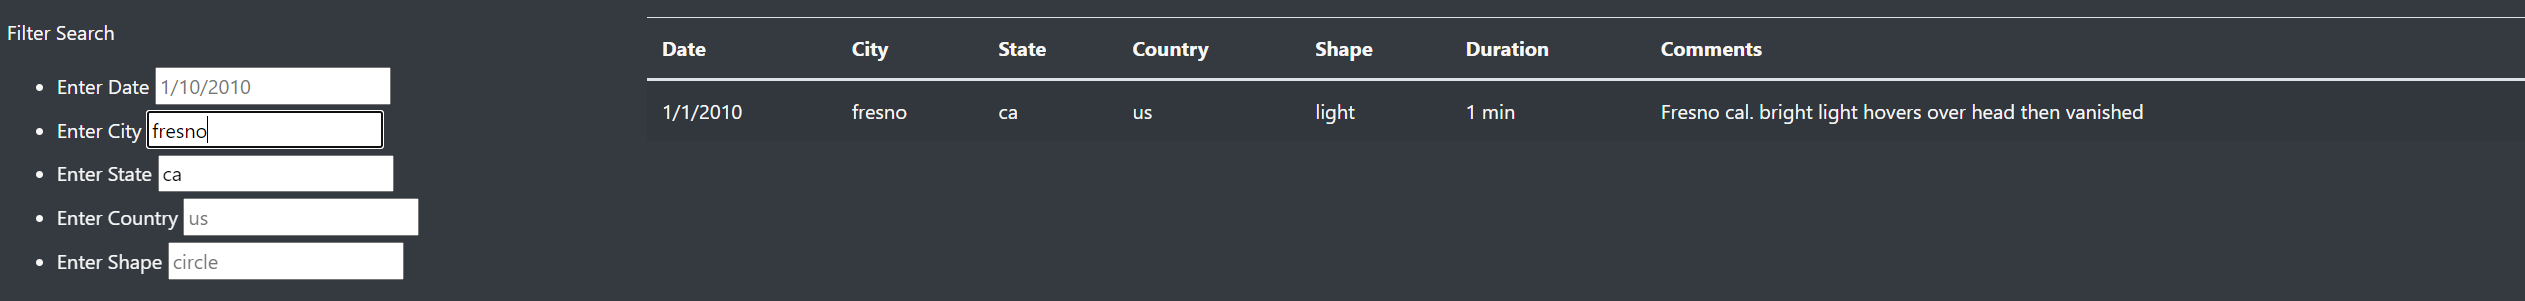 Filter Search
Enter Date 1/10/2010
Enter City fresno
Enter State ca
Enter Country us
Enter Shape circle
Date City State Country Shape Duration Comments
1/1/2010 fresno ca us light 1 min Fresno cal. bright light hovers over head then vanished